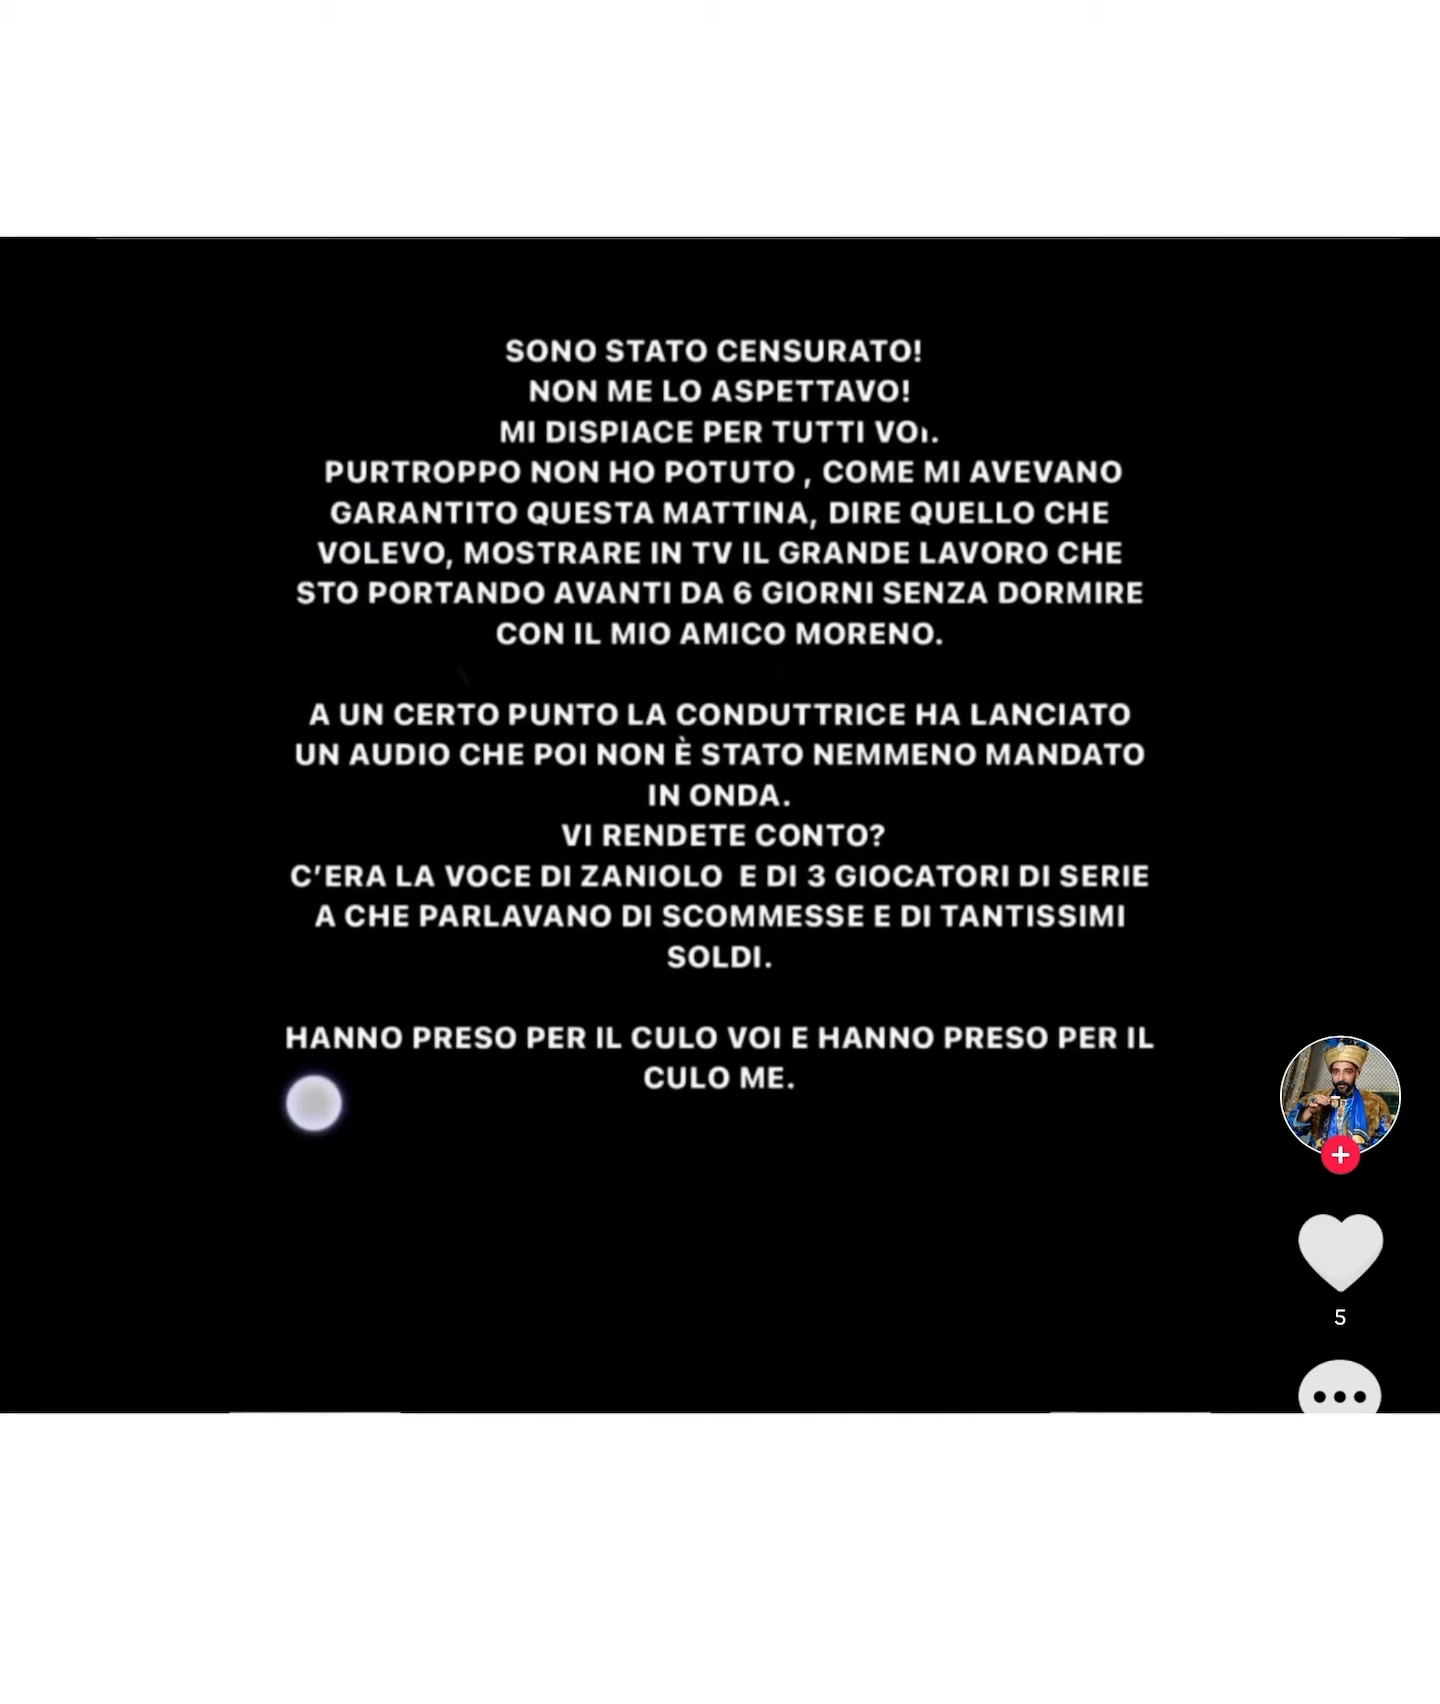 SONO STATO CENSURATO!
NON ME LO ASPETTAVO!
MI DISPIACE PER TUTTI VOI.
PURTROPPO NON HO POTUTO , COME MI AVEVANO
GARANTITO QUESTA MATTINA, DIRE QUELLO CHE
VOLEVO, MOSTRARE IN TV IL GRANDE LAVORO CHE
STO PORTANDO AVANTI DA 6 GIORNI SENZA DORMIRE
CON IL MIO AMICO MORENO.
A UN CERTO PUNTO LA CONDUTTRICE HA LANCIATO
UN AUDIO CHE POI NON È STATO NEMMENO MANDATO
IN ONDA.
VI RENDETE CONTO?
C'ERA LA VOCE DI ZANIOLO  E DI 3 GIOCATORI DI SERIE
A CHE PARLAVANO DI SCOMMESSE E DI TANTISSIMI
SOLDI.
HANNO PRESO PER IL CULO VOI E HANNO PRESO PER IL
CULO ME.
5